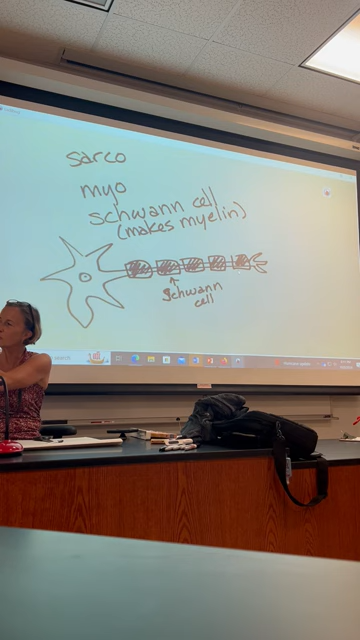 sarco
myo
schwann cell
(makes myelin)
schwann
cell